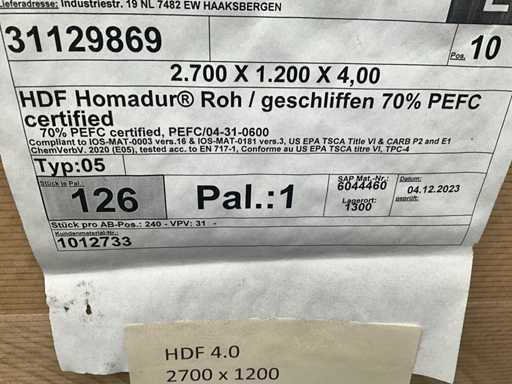 Lieferadresse: Industriestr. 19 NL 7482 EW HAAKSBERGEN
31129869
Pos. 10
2.700 X 1.200 X 4,00
HDF Homadur® Roh / geschliffen 70% PEFC
certified
70% PEFC certified, PEFC/04-31-0600
Compliant to IOS-MAT-0003 vers.16 & IOS-MAT-0181 vers.3, US EPA TSCA Title VI & CARB P2 and E1
ChemVerbV. 2020 (E05), tested acc. to EN 717-1, Conforme au US EPA TSCA titre VI, TPC-4
Typ:05
Stück je Pal.:
126
Pal.:1
SAP Mat.-Nr.:
6044460
Lagerort:
1300
Datum:
04.12.2023
geprüft:
Stück pro AB-Pos.: 240 - VPV: 31 -
Kundenmaterial-Nr.:
1012733
HDF 4.0
2700 x 1200